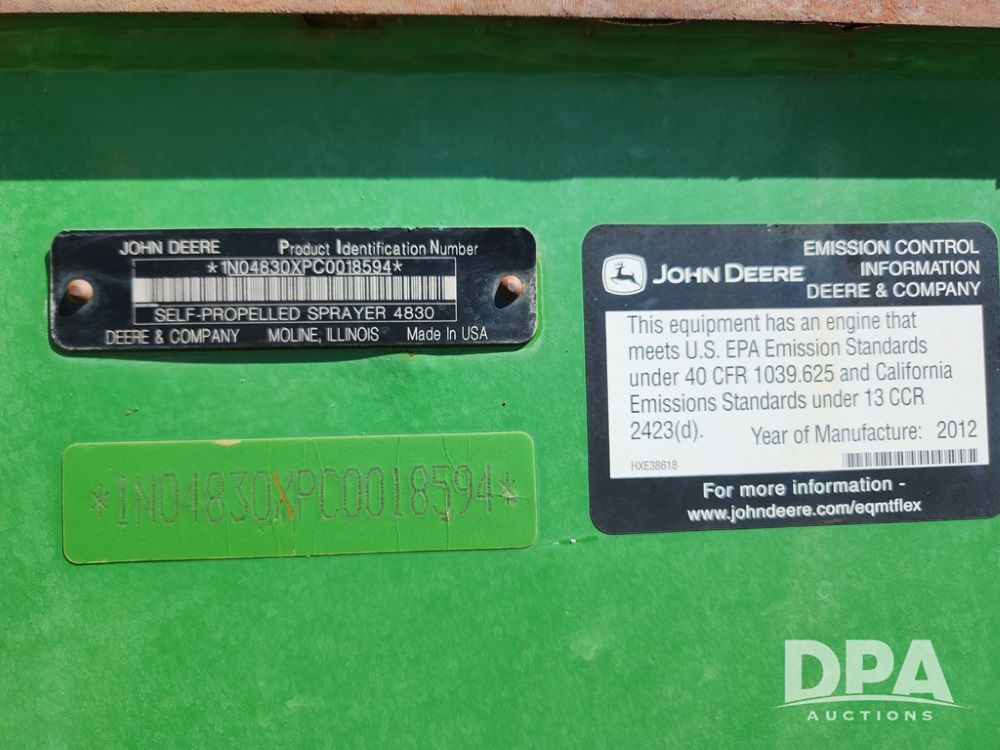 JOHN DEERE Product Identification Number
*1N04830XPC0018594*
SELF-PROPELLED SPRAYER 4830
DEERE & COMPANY MOLINE, ILLINOIS Made In USA
*1N04830XPC0018594*
JOHN DEERE
EMISSION CONTROL
INFORMATION
DEERE & COMPANY
This equipment has an engine that
meets U.S. EPA Emission Standards
under 40 CFR 1039.625 and California
Emissions Standards under 13 CCR
2423(d). Year of Manufacture: 2012
HXE38618
For more information -
www.johndeere.com/eqmtflex
DPA
AUCTIONS